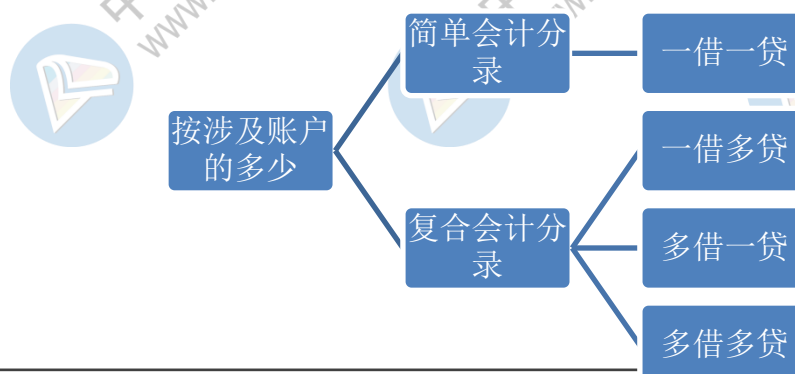 简单会计分
录
一借一贷
按涉及账户
的多少
一借多贷
复合会计分
录
多借一贷
多借多贷